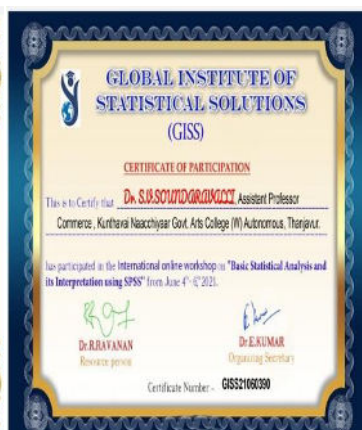 GLOBAL INSTITUTE OF
STATISTICAL SOLUTIONS
(GISS)
CERTIFICATE OF PARTICIPATION
This is to Certify that Dr. S.B.SOUNDARAVALLI, Assistant Professor
Commerce , Kunthavai Naacchiyaar Govt. Arts College (W) Autonomous, Thanjavur.
has participated in the International online workshop on "Basic Statistical Analysis and
its Interpretation using SPSS" from June 4th - 6th 2021.
Dr.R.RAVANAN
Resource person
Dr.E.KUMAR
Organizing Secretary
Certificate Number - GISS21060390